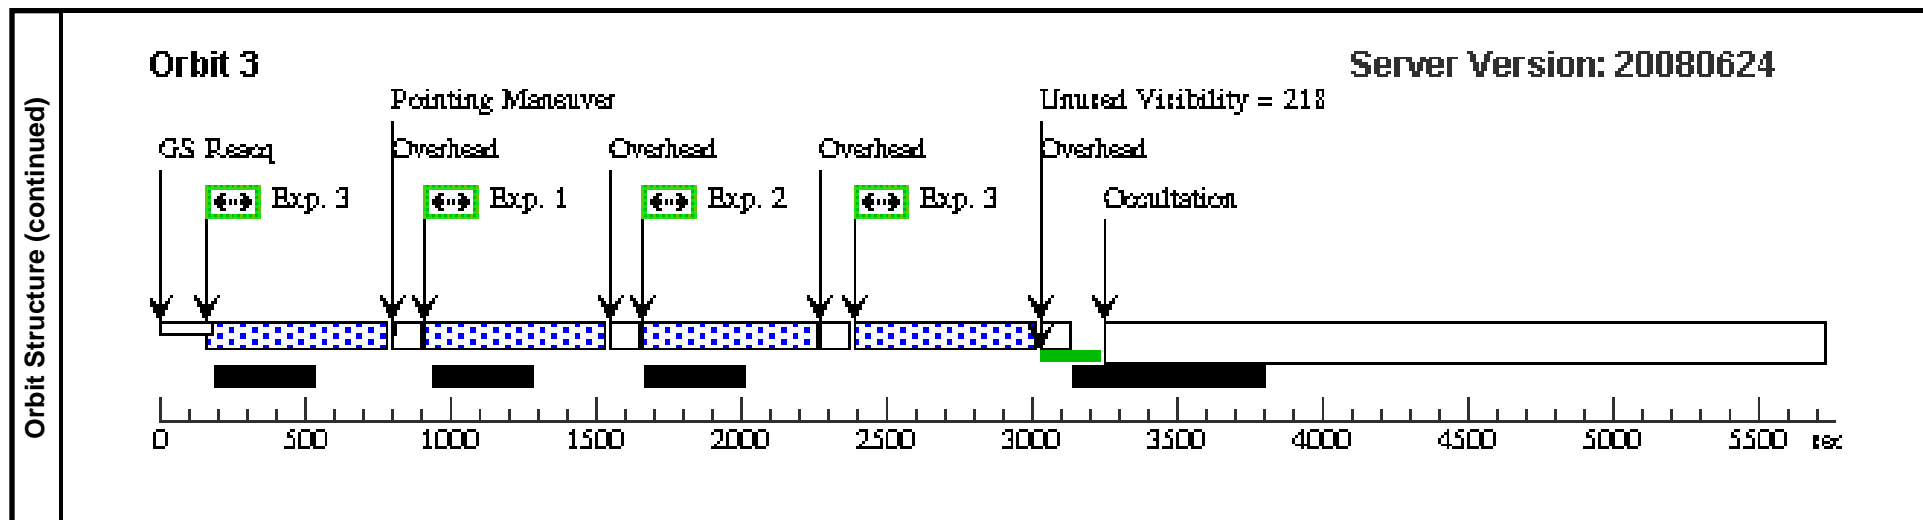 Orbit Structure (continued)
Orbit 3
Server Version: 20080624
Pointing Maneuver
Unused Visibility = 218
GS Reacq
Overhead
Overhead
Overhead
Overhead
Exp. 3
Exp. 1
Exp. 2
Exp. 3
Occultation
0 500 1000 1500 2000 2500 3000 3500 4000 4500 5000 5500 sec